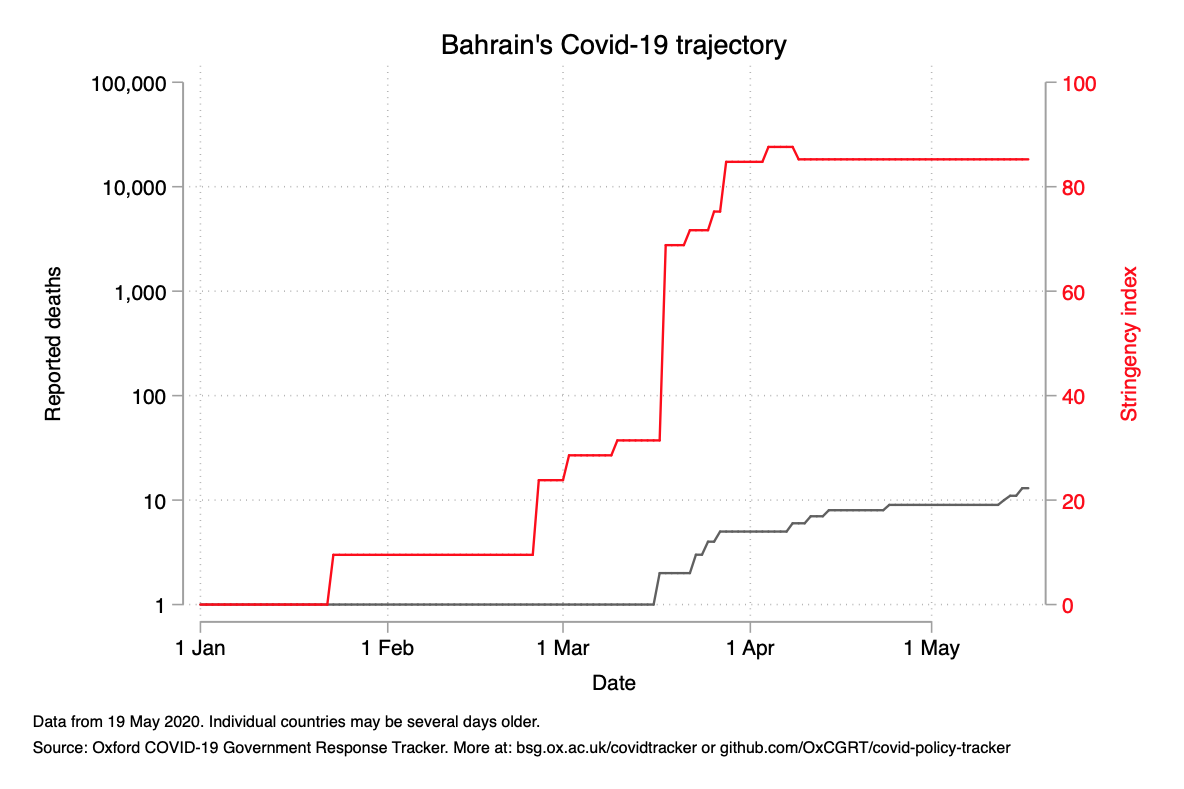 Bahrain's Covid-19 trajectory
100,000
10,000
1,000
100
10
1
Reported deaths
100
80
60
40
20
0
Stringency index
1 Jan
1 Feb
1 Mar
1 Apr
1 May
Date
Data from 19 May 2020. Individual countries may be several days older.
Source: Oxford COVID-19 Government Response Tracker. More at: bsg.ox.ac.uk/covidtracker or github.com/OxCGRT/covid-policy-tracker